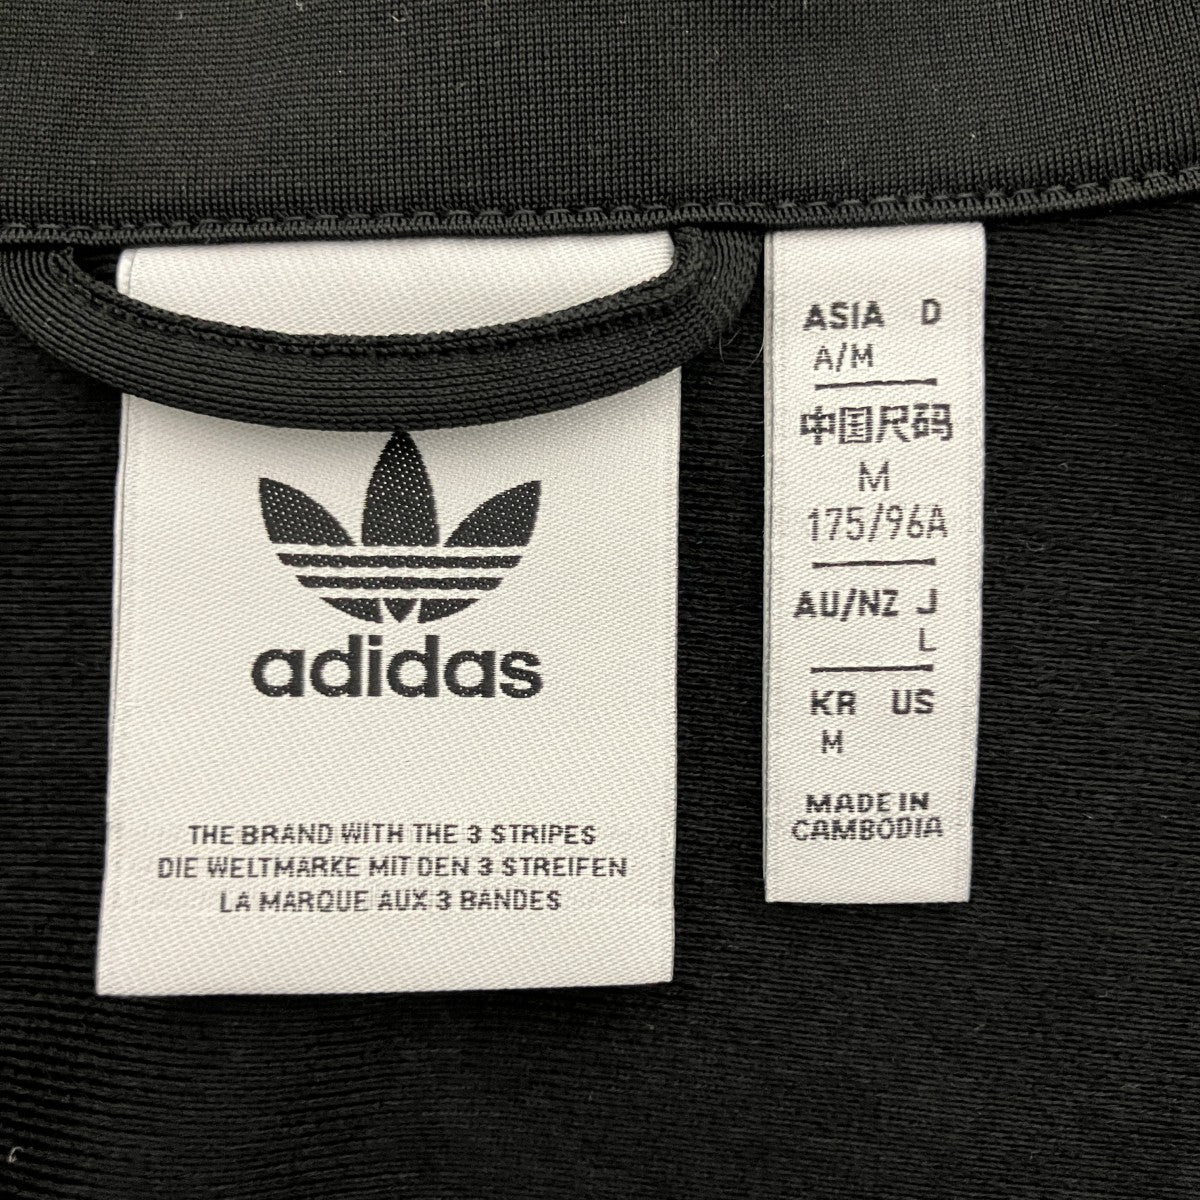 adidas
THE BRAND WITH THE 3 STRIPES
DIE WELTMARKE MIT DEN 3 STREIFEN
LA MARQUE AUX 3 BANDES
ASIA D
A/M
中国尺码
M
175/96A
AU/NZ J
L
KR US
M
MADE IN
CAMBODIA